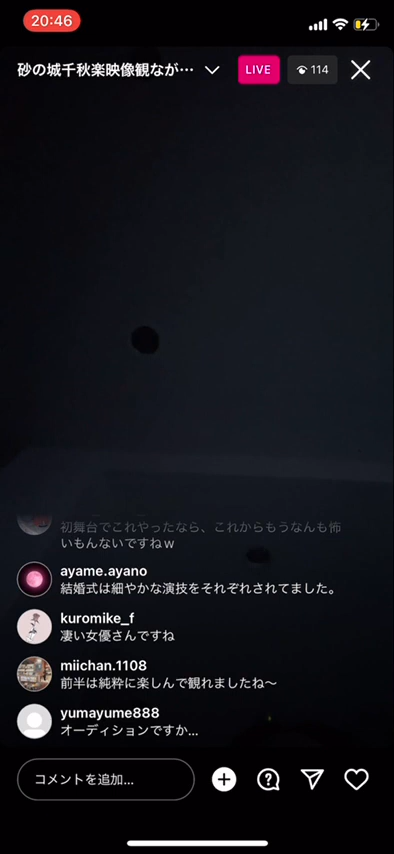 20:46
砂の城千秋楽映像観なが…
LIVE
114
初舞台でこれやったなら、これからもうなんも怖
いもんないですねw
ayame.ayano
結婚式は細やかな演技をそれぞれされてました。
kuromike_f
凄い女優さんですね
miichan.1108
前半は純粋に楽しんで観れましたね〜
yumayume888
オーディションですか...
コメントを追加...